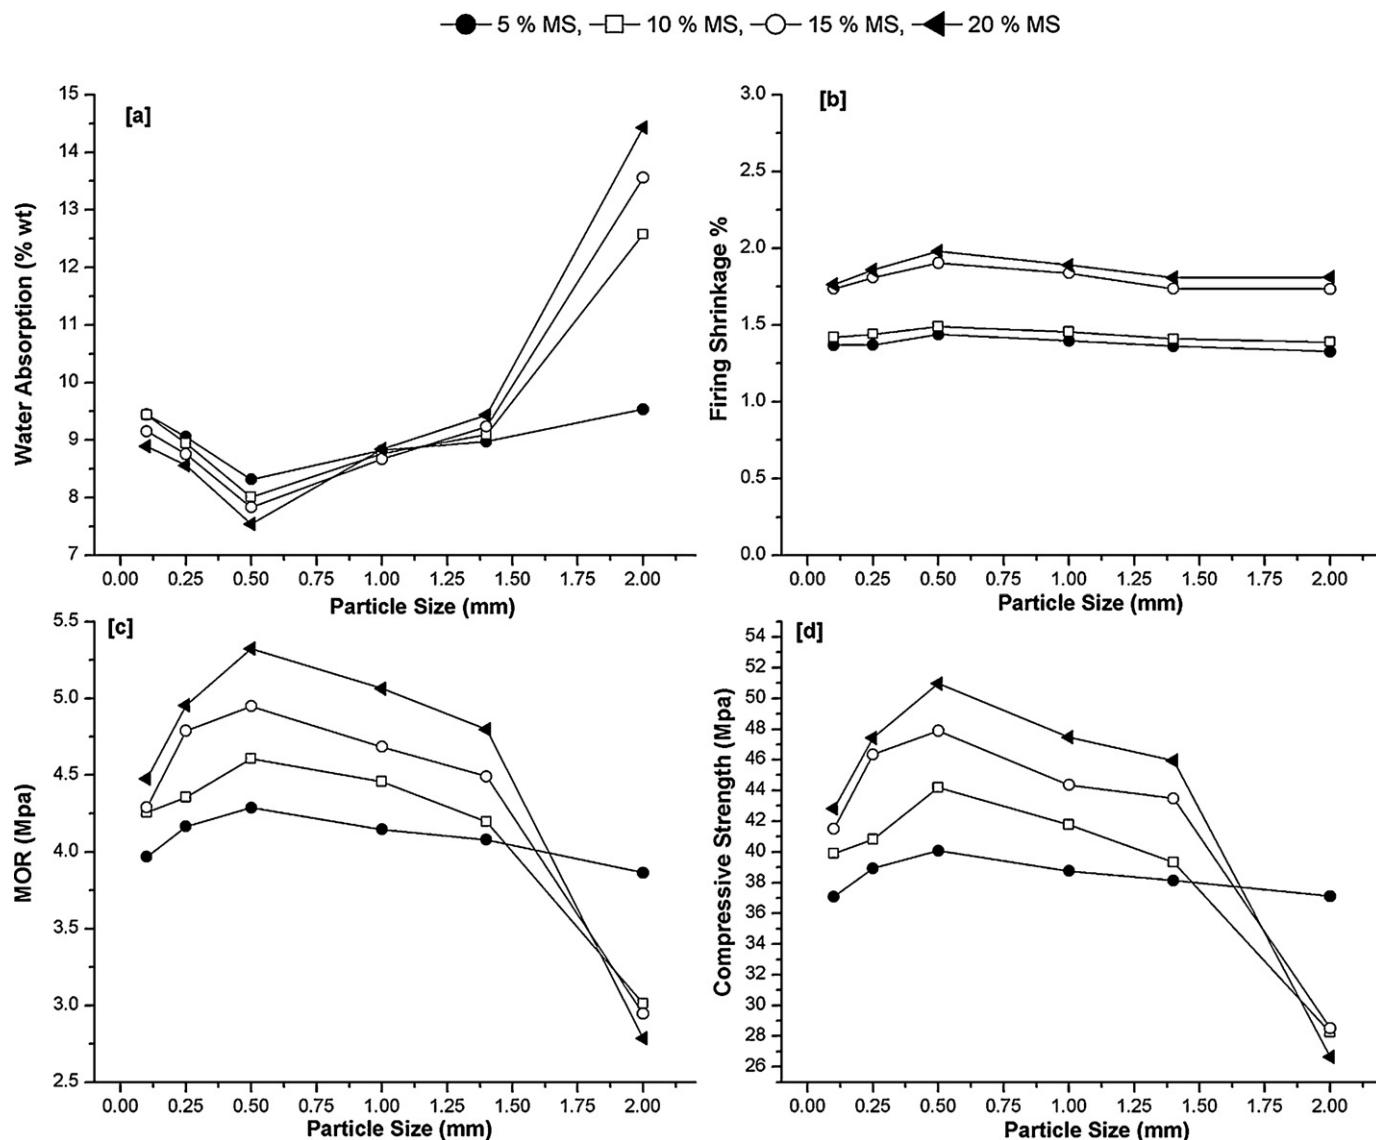 5 % MS, 10 % MS, 15 % MS, 20 % MS
[a]
15
14
13
12
11
10
9
8
7
Water Absorption (% wt)
0.00 0.25 0.50 0.75 1.00 1.25 1.50 1.75 2.00
Particle Size (mm)
[b]
3.0
2.5
2.0
1.5
1.0
0.5
0.0
Firing Shrinkage %
0.00 0.25 0.50 0.75 1.00 1.25 1.50 1.75 2.00
Particle Size (mm)
[c]
5.5
5.0
4.5
4.0
3.5
3.0
2.5
MOR (Mpa)
0.00 0.25 0.50 0.75 1.00 1.25 1.50 1.75 2.00
Particle Size (mm)
[d]
54
52
50
48
46
44
42
40
38
36
34
32
30
28
26
Compressive Strength (Mpa)
0.00 0.25 0.50 0.75 1.00 1.25 1.50 1.75 2.00
Particle Size (mm)